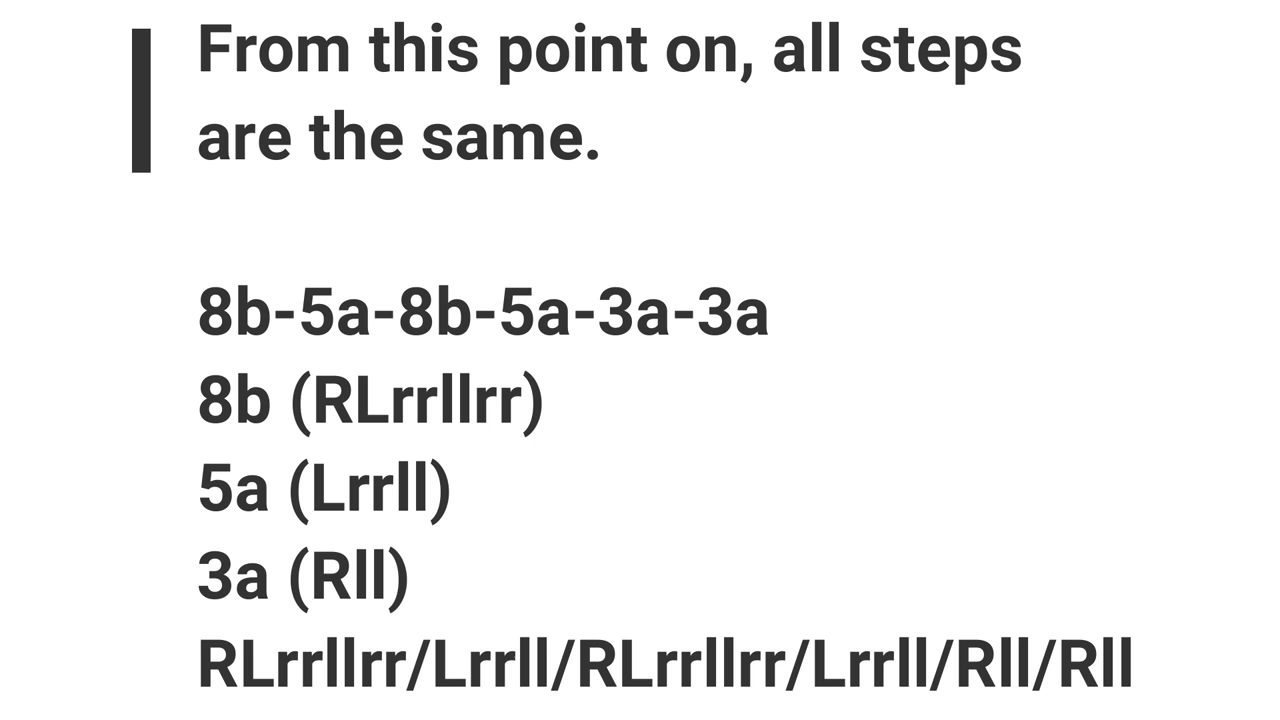 From this point on, all steps
are the same.
8b-5a-8b-5a-3a-3a
8b (RLrrllrr)
5a (Lrrll)
3a (Rll)
RLrrllrr/Lrrll/RLrrllrr/Lrrll/Rll/Rll